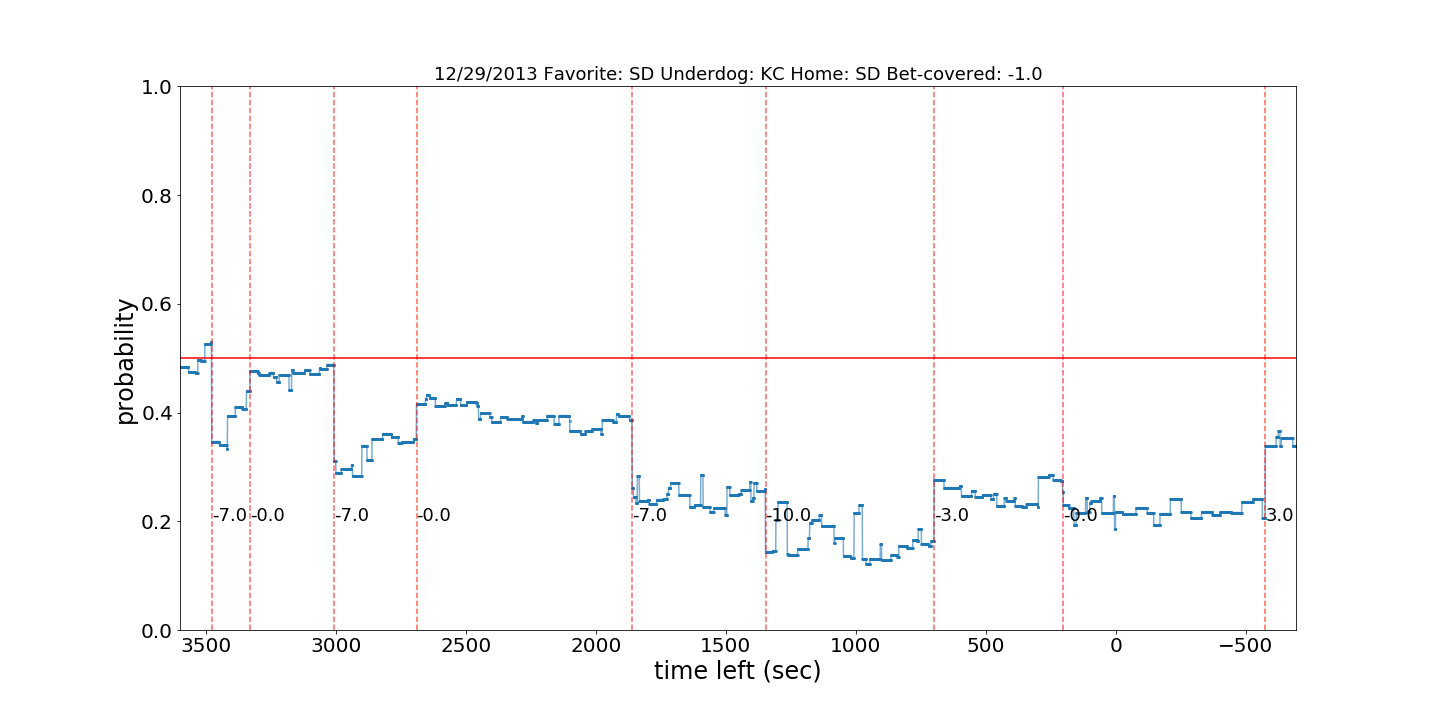 12/29/2013 Favorite: SD Underdog: KC Home: SD Bet-covered: -1.0
1.0
0.8
0.6
0.4
0.2
0.0
probability
-7.0 -0.0 -7.0 -0.0 -7.0 -10.0 -3.0 -0.0 3.0
3500 3000 2500 2000 1500 1000 500 0 −500
time left (sec)